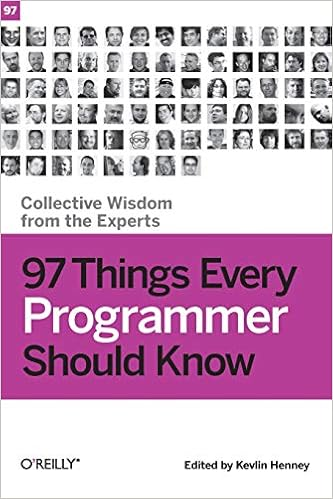 97
Collective Wisdom
from the Experts
97 Things Every
Programmer
Should Know
O'REILLY®
Edited by Kevlin Henney